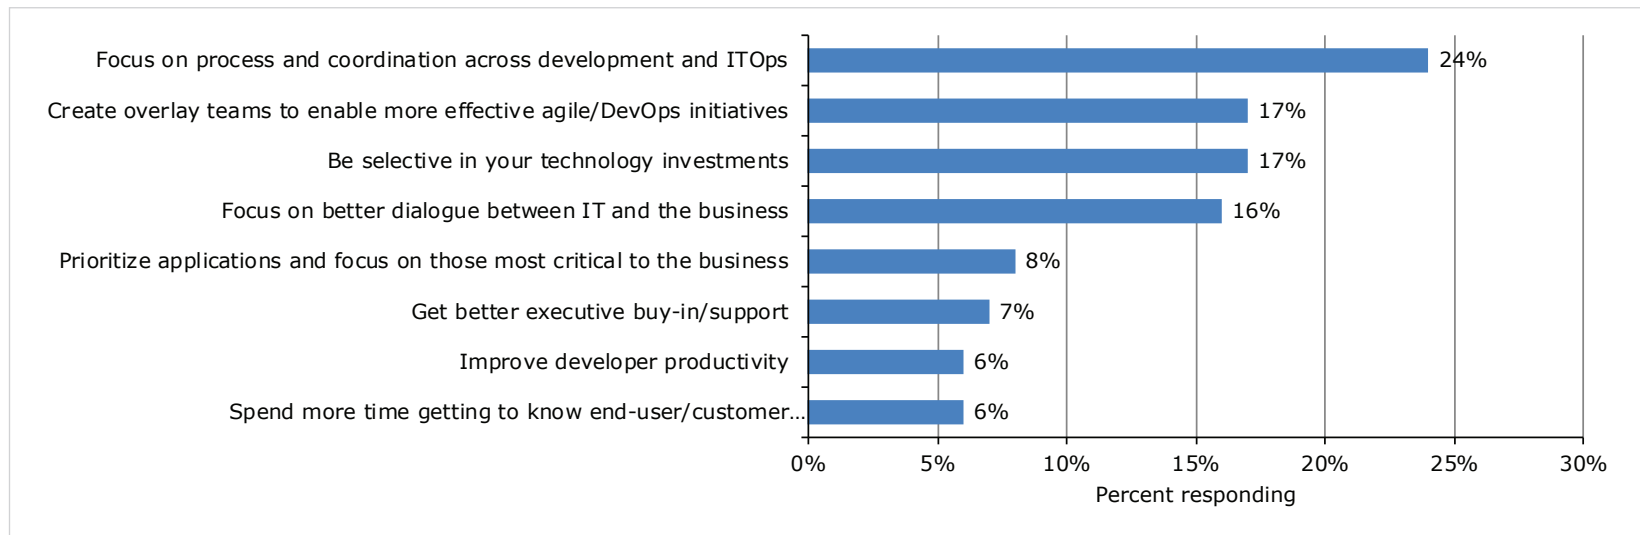 Focus on process and coordination across development and ITOps 24%
Create overlay teams to enable more effective agile/DevOps initiatives 17%
Be selective in your technology investments 17%
Focus on better dialogue between IT and the business 16%
Prioritize applications and focus on those most critical to the business 8%
Get better executive buy-in/support 7%
Improve developer productivity 6%
Spend more time getting to know end-user/customer... 6%
0% 5% 10% 15% 20% 25% 30%
Percent responding